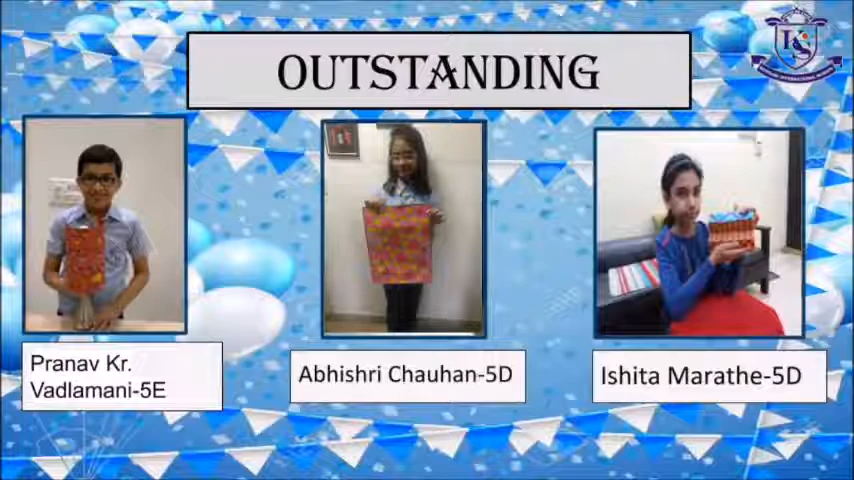 OUTSTANDING
Pranav Kr.
Vadlamani-5E
Abhishri Chauhan-5D
Ishita Marathe-5D